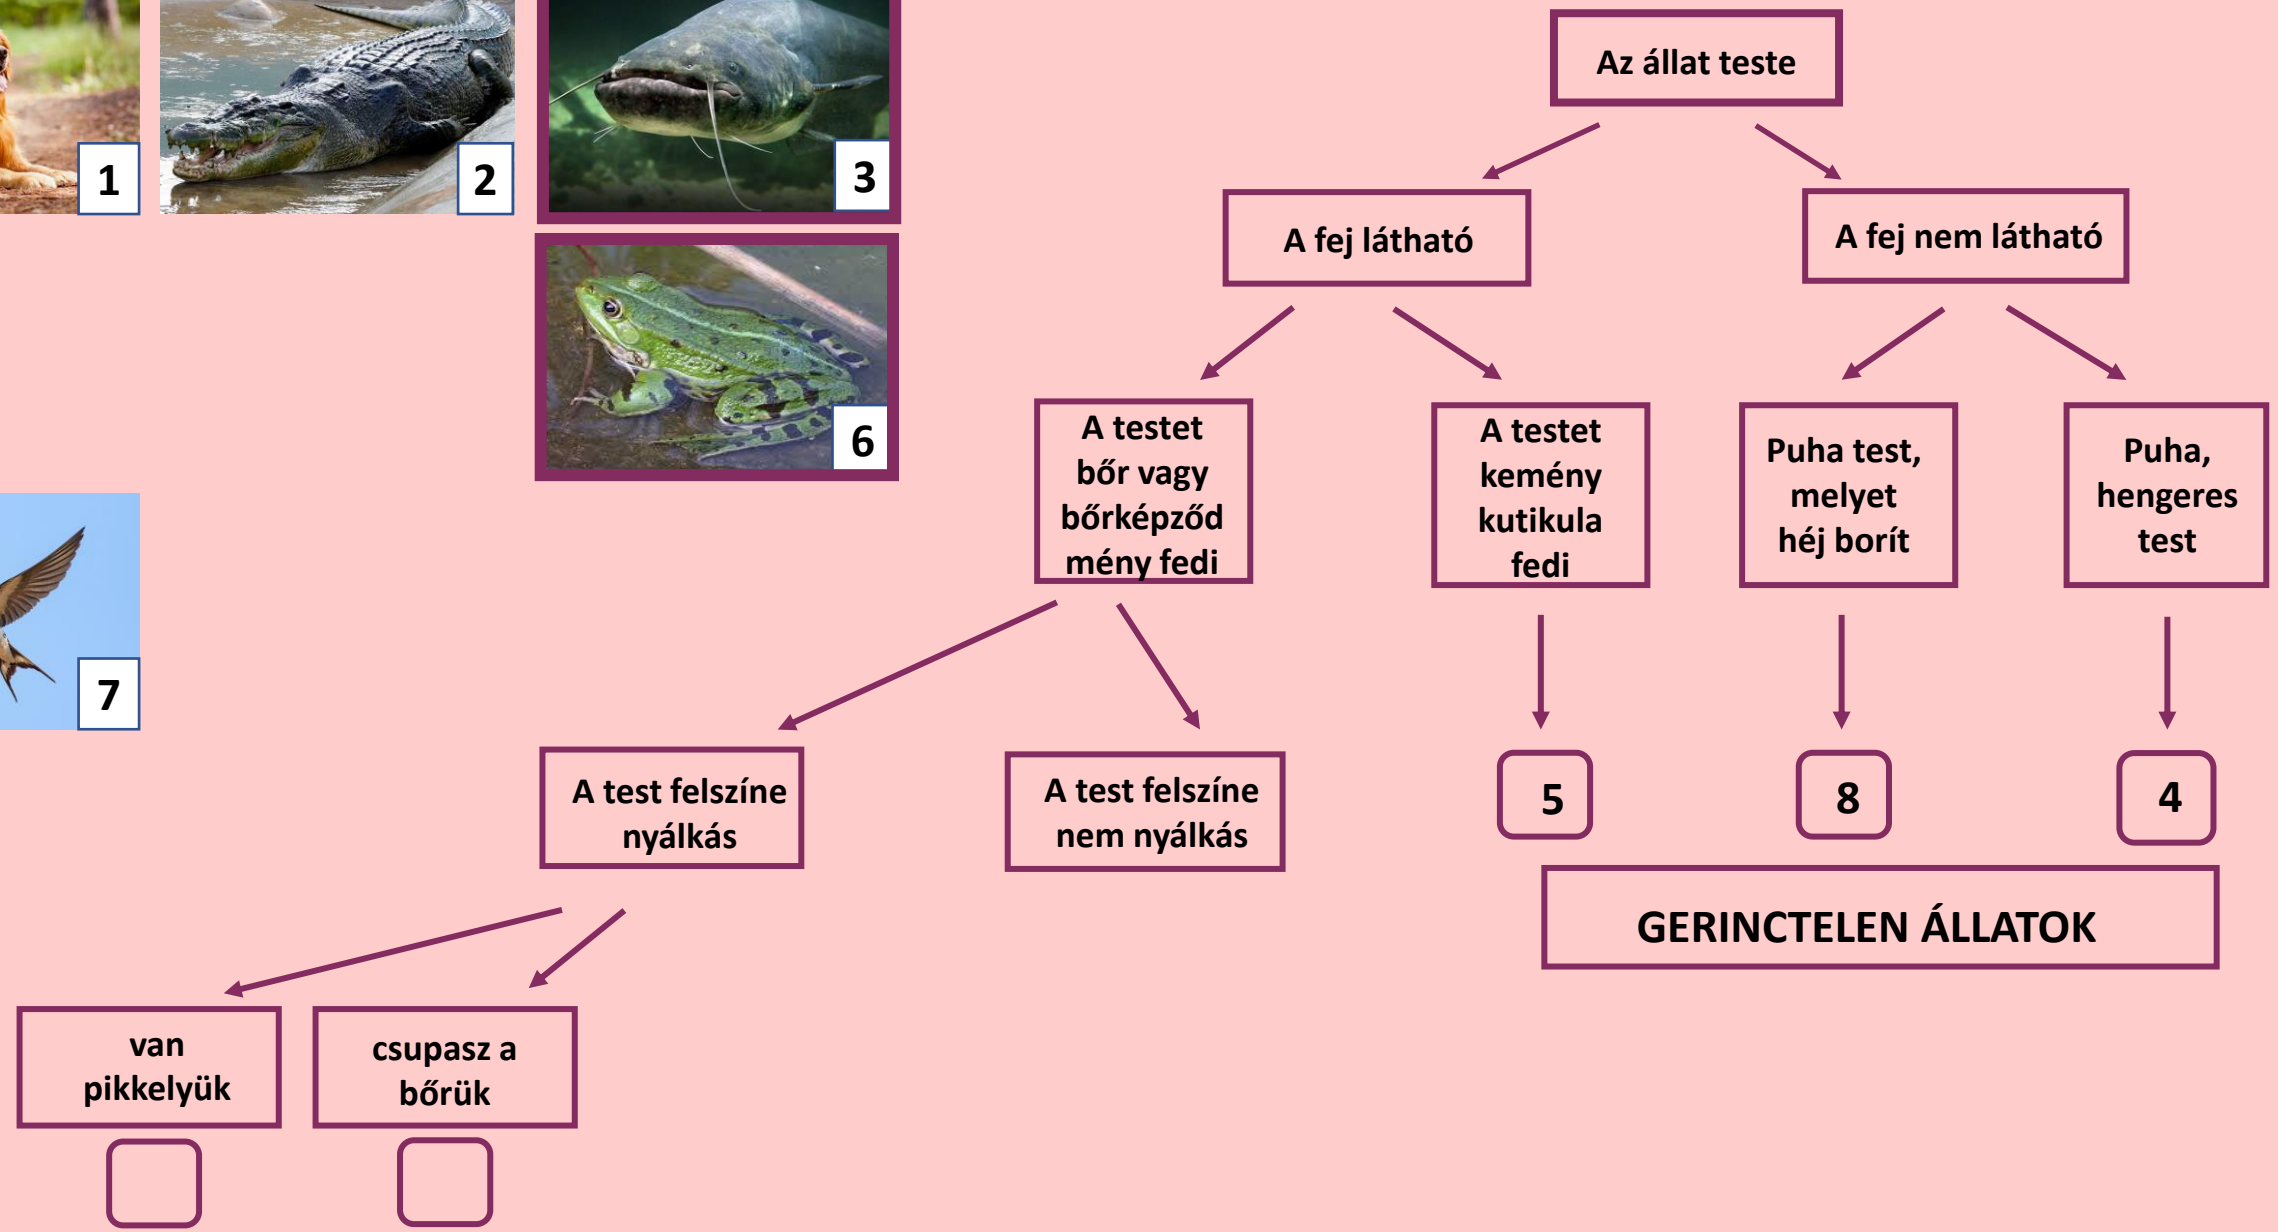 1
2
3
6
7
Az állat teste
A fej látható
A fej nem látható
A testet
bőr vagy
bőrképződ
mény fedi
A testet
kemény
kutikula
fedi
Puha test,
melyet
héj borít
Puha,
hengeres
test
A test felszíne
nyálkás
A test felszíne
nem nyálkás
5
8
4
GERINCTELEN ÁLLATOK
van
pikkelyük
csupasz a
bőrük